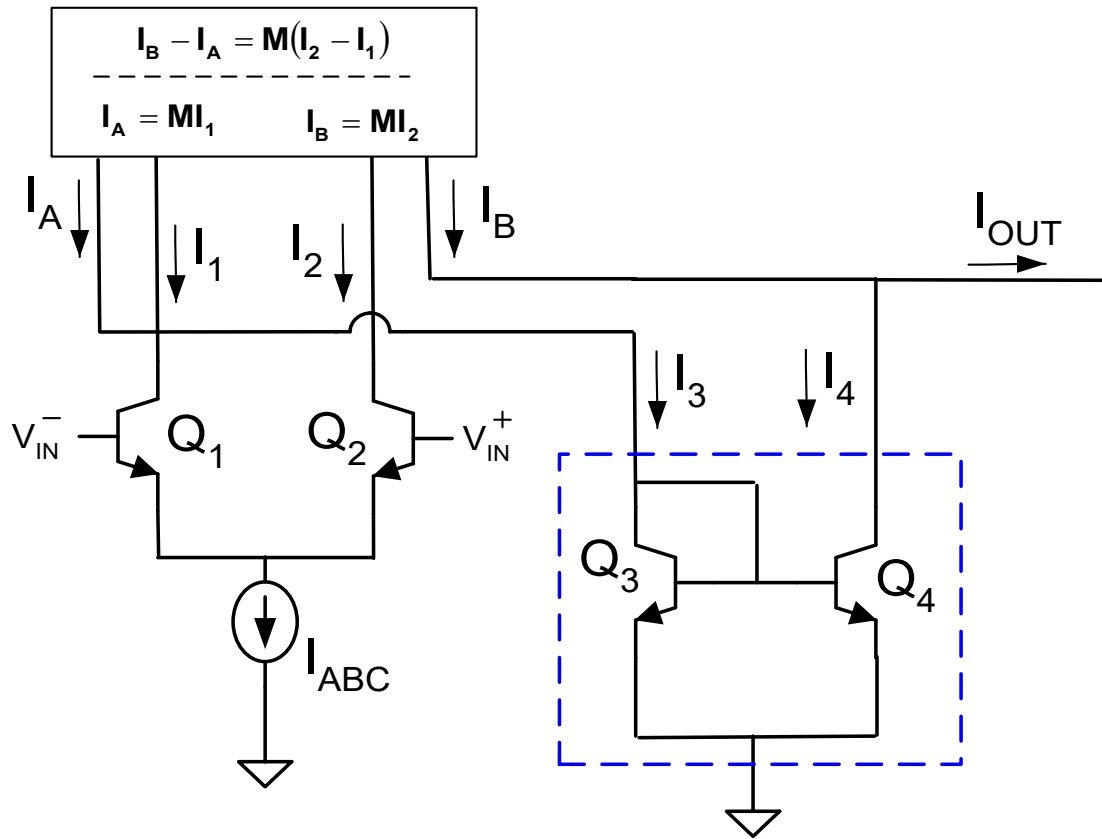 I_B − I_A = M(I_2 − I_1)
I_A = MI_1
I_B = MI_2
I_A
I_1
I_2
I_B
I_OUT
I_3
I_4
V_IN^−
Q_1
Q_2
V_IN^+
Q_3
Q_4
I_ABC